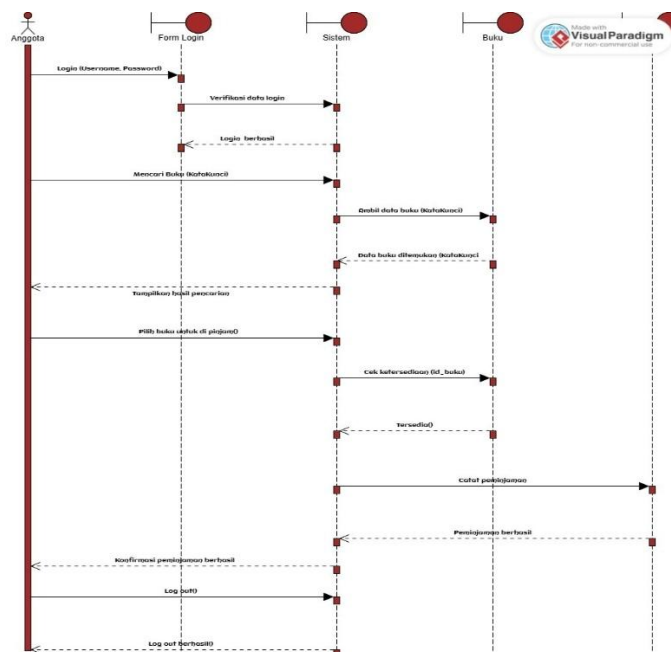 Anggota
Form Login
Sistem
Buku
Made with
Visual Paradigm
For non-commercial use
Login (Username, Password)
Verifikasi data login
Login berhasil
Mencari Buku (KataKunci)
Ambil data buku (KataKunci)
Data buku ditemukan (KataKunci
Tampilkan hasil pencarian
Pilih buku untuk di pinjam()
Cek ketersediaan (id_buku)
Tersedia()
Catat peminjaman
Peminjaman berhasil
Konfirmasi peminjaman berhasil
Log out()
Log out berhasil()